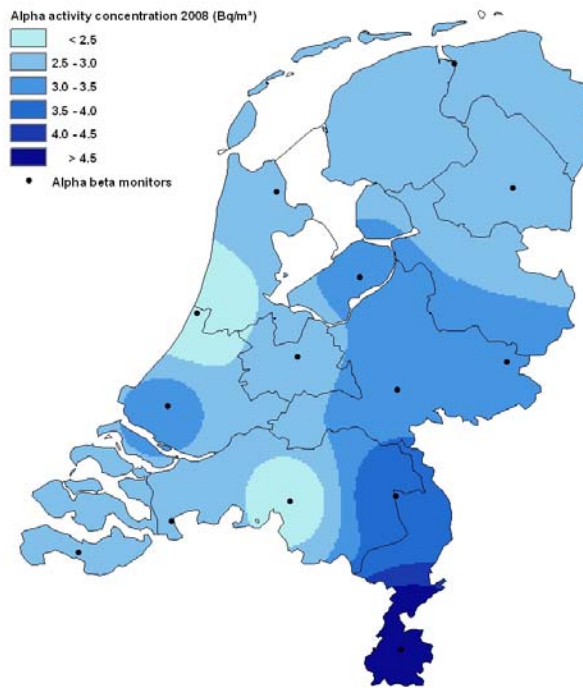 Alpha activity concentration 2008 (Bq/m³)
< 2.5
2.5 - 3.0
3.0 - 3.5
3.5 - 4.0
4.0 - 4.5
> 4.5
Alpha beta monitors